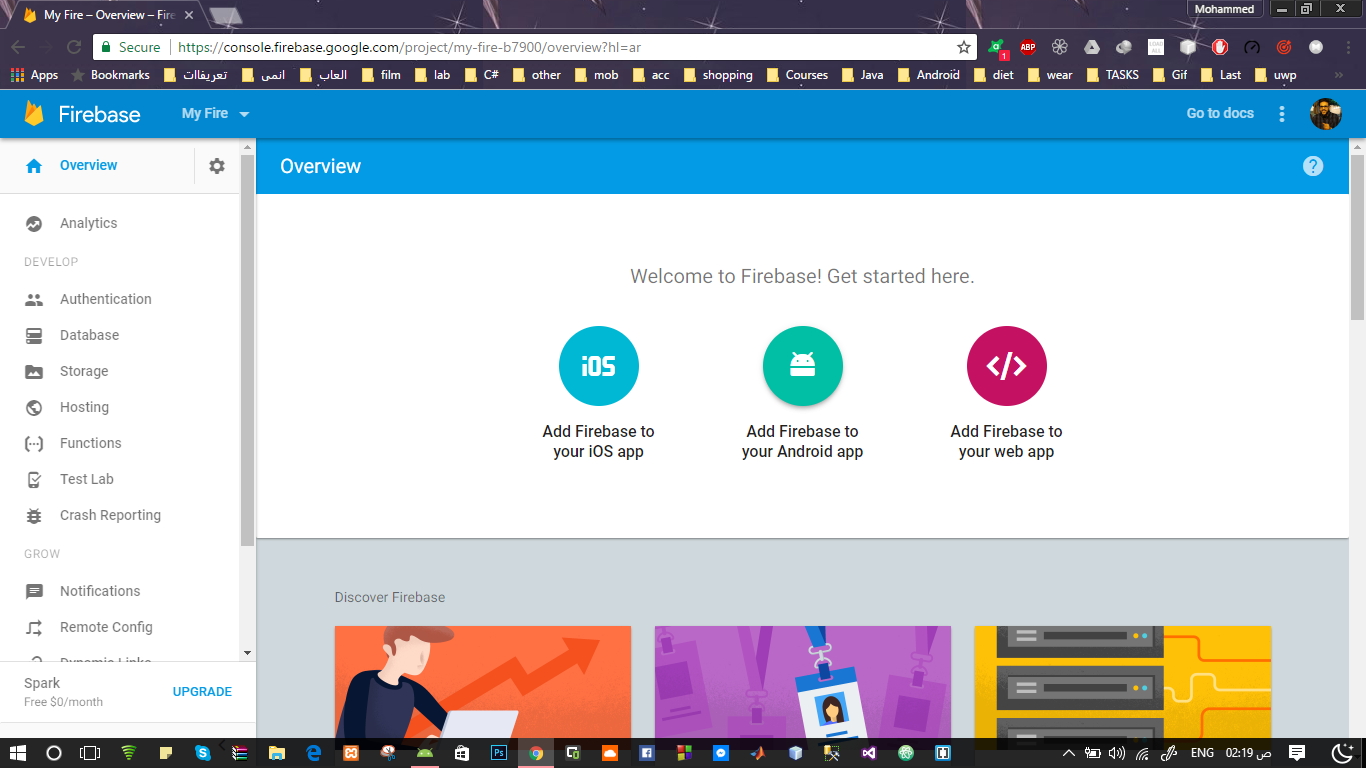 My Fire – Overview – Fire
Mohammed
Secure https://console.firebase.google.com/project/my-fire-b7900/overview?hl=ar
1 ABP
Apps Bookmarks تعريفات انمى العاب film lab C# other mob acc shopping Courses Java Android diet wear TASKS Gif Last uwp »
Firebase My Fire Go to docs
Overview
Overview ?
Analytics
DEVELOP
Authentication
Database
Storage
Hosting
Functions
Test Lab
Crash Reporting
GROW
Notifications
Remote Config
Dynamic Links
Spark
Free $0/month
UPGRADE
Welcome to Firebase! Get started here.
iOS
Add Firebase to
your iOS app
Add Firebase to
your Android app
</>
Add Firebase to
your web app
Discover Firebase
Ps
ENG 02:19 ص